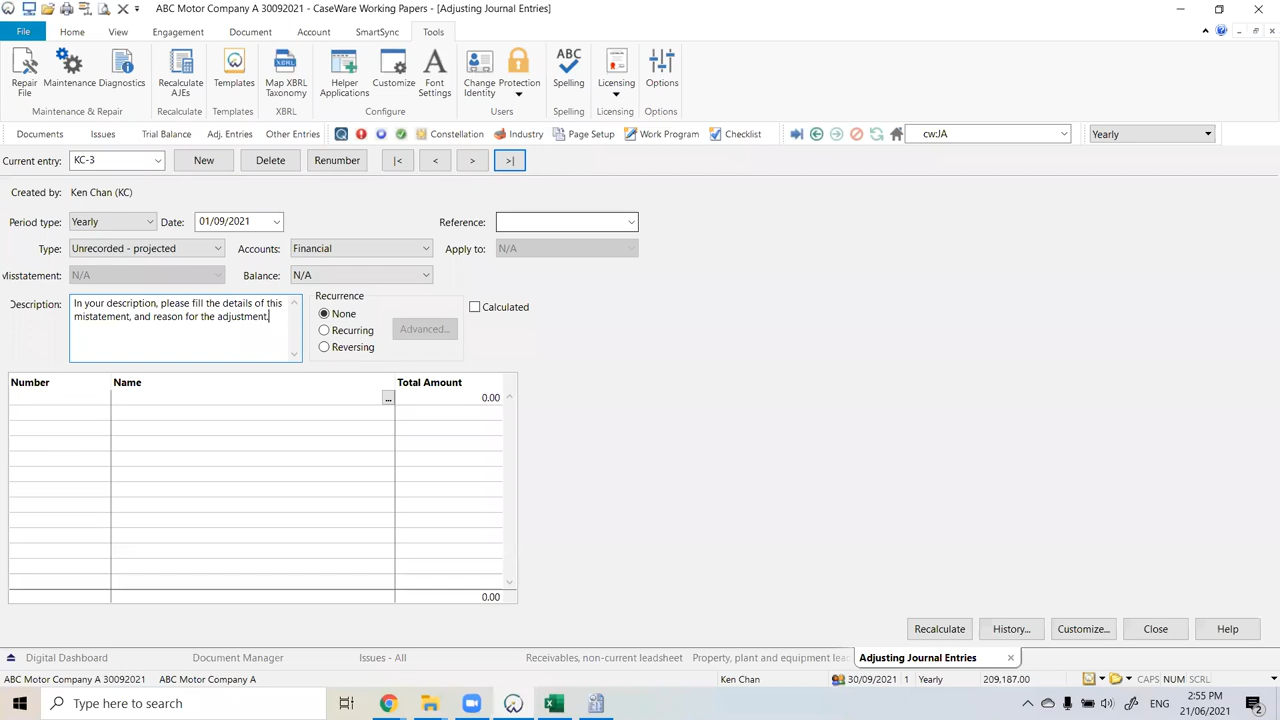 ABC Motor Company A 30092021 - CaseWare Working Papers - [Adjusting Journal Entries]
File Home View Engagement Document Account SmartSync Tools
Repair File Maintenance Diagnostics Recalculate AJEs Templates Map XBRL Taxonomy Helper Applications Customize Font Settings Change Identity Protection ABC Spelling Licensing Options
Maintenance & Repair Recalculate Templates XBRL Configure Users Spelling Licensing Options
Documents Issues Trial Balance Adj. Entries Other Entries Constellation Industry Page Setup Work Program Checklist cw:JA Yearly
Current entry: KC-3 New Delete Renumber |< < > >|
Created by: Ken Chan (KC)
Period type: Yearly Date: 01/09/2021 Reference:
Type: Unrecorded - projected Accounts: Financial Apply to: N/A
Misstatement: N/A Balance: N/A
Description: In your description, please fill the details of this
mistatement, and reason for the adjustment.
Recurrence
None
Recurring Advanced...
Reversing
Calculated
Number Name Total Amount
... 0.00
0.00
Recalculate History... Customize... Close Help
Digital Dashboard Document Manager Issues - All Receivables, non-current leadsheet Property, plant and equipment lea Adjusting Journal Entries
ABC Motor Company A 30092021 ABC Motor Company A Ken Chan 30/09/2021 1 Yearly 209,187.00 CAPS NUM SCRL
Type here to search ENG 2:55 PM
21/06/2021 2